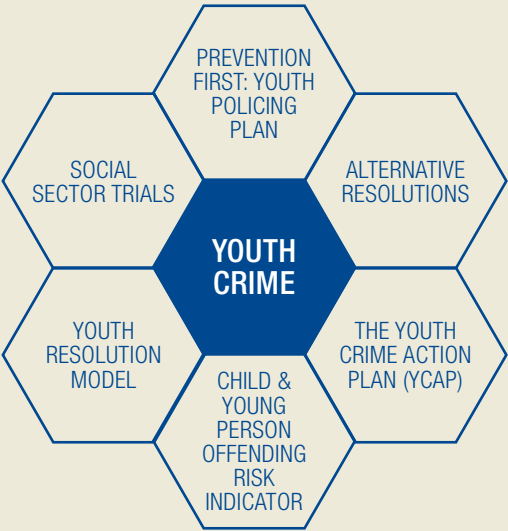 PREVENTION
FIRST: YOUTH
POLICING
PLAN
SOCIAL
SECTOR TRIALS
ALTERNATIVE
RESOLUTIONS
YOUTH
CRIME
YOUTH
RESOLUTION
MODEL
THE YOUTH
CRIME ACTION
PLAN (YCAP)
CHILD &
YOUNG
PERSON
OFFENDING
RISK
INDICATOR